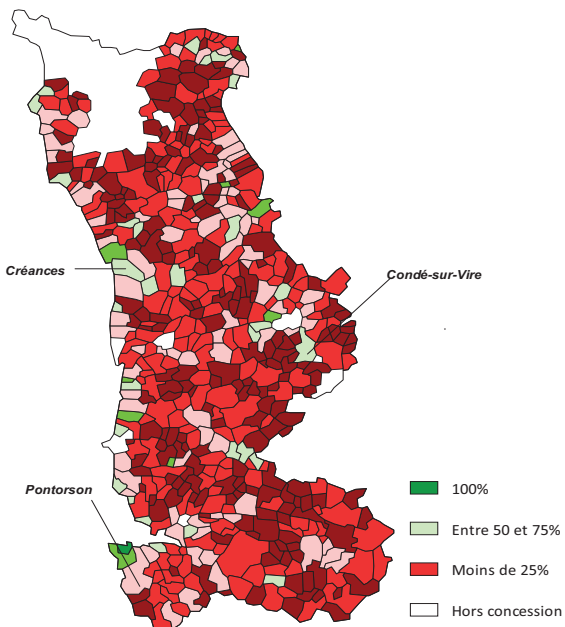 Créances
Condé-sur-Vire
Pontorson
100%
Entre 50 et 75%
Moins de 25%
Hors concession